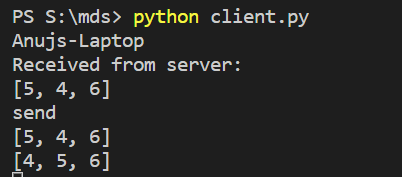 PS S:\mds> python client.py
Anujs-Laptop
Received from server:
[5, 4, 6]
send
[5, 4, 6]
[4, 5, 6]